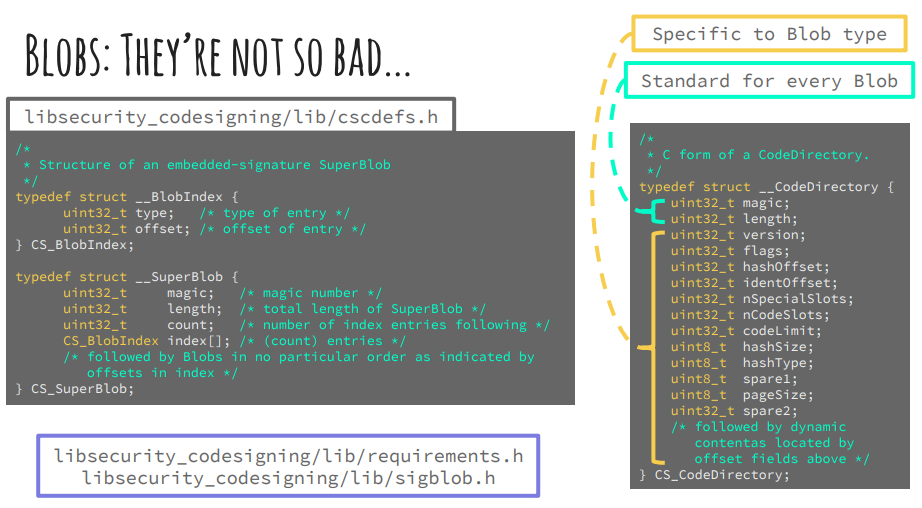 BLOBS: THEY'RE NOT SO BAD...
Specific to Blob type
Standard for every Blob
libsecurity_codesigning/lib/cscdefs.h
/*
 * Structure of an embedded-signature SuperBlob
 */
typedef struct __BlobIndex {
uint32_t type; /* type of entry */
uint32_t offset; /* offset of entry */
} CS_BlobIndex;
typedef struct __SuperBlob {
uint32_t magic; /* magic number */
uint32_t length; /* total length of SuperBlob */
uint32_t count; /* number of index entries following */
CS_BlobIndex index[]; /* (count) entries */
/* followed by Blobs in no particular order as indicated by
offsets in index */
} CS_SuperBlob;
libsecurity_codesigning/lib/requirements.h
libsecurity_codesigning/lib/sigblob.h
/*
 * C form of a CodeDirectory.
 */
typedef struct __CodeDirectory {
uint32_t magic;
uint32_t length;
uint32_t version;
uint32_t flags;
uint32_t hashOffset;
uint32_t identOffset;
uint32_t nSpecialSlots;
uint32_t nCodeSlots;
uint32_t codeLimit;
uint8_t hashSize;
uint8_t hashType;
uint8_t spare1;
uint8_t pageSize;
uint32_t spare2;
/* followed by dynamic
contentas located by
offset fields above */
} CS_CodeDirectory;